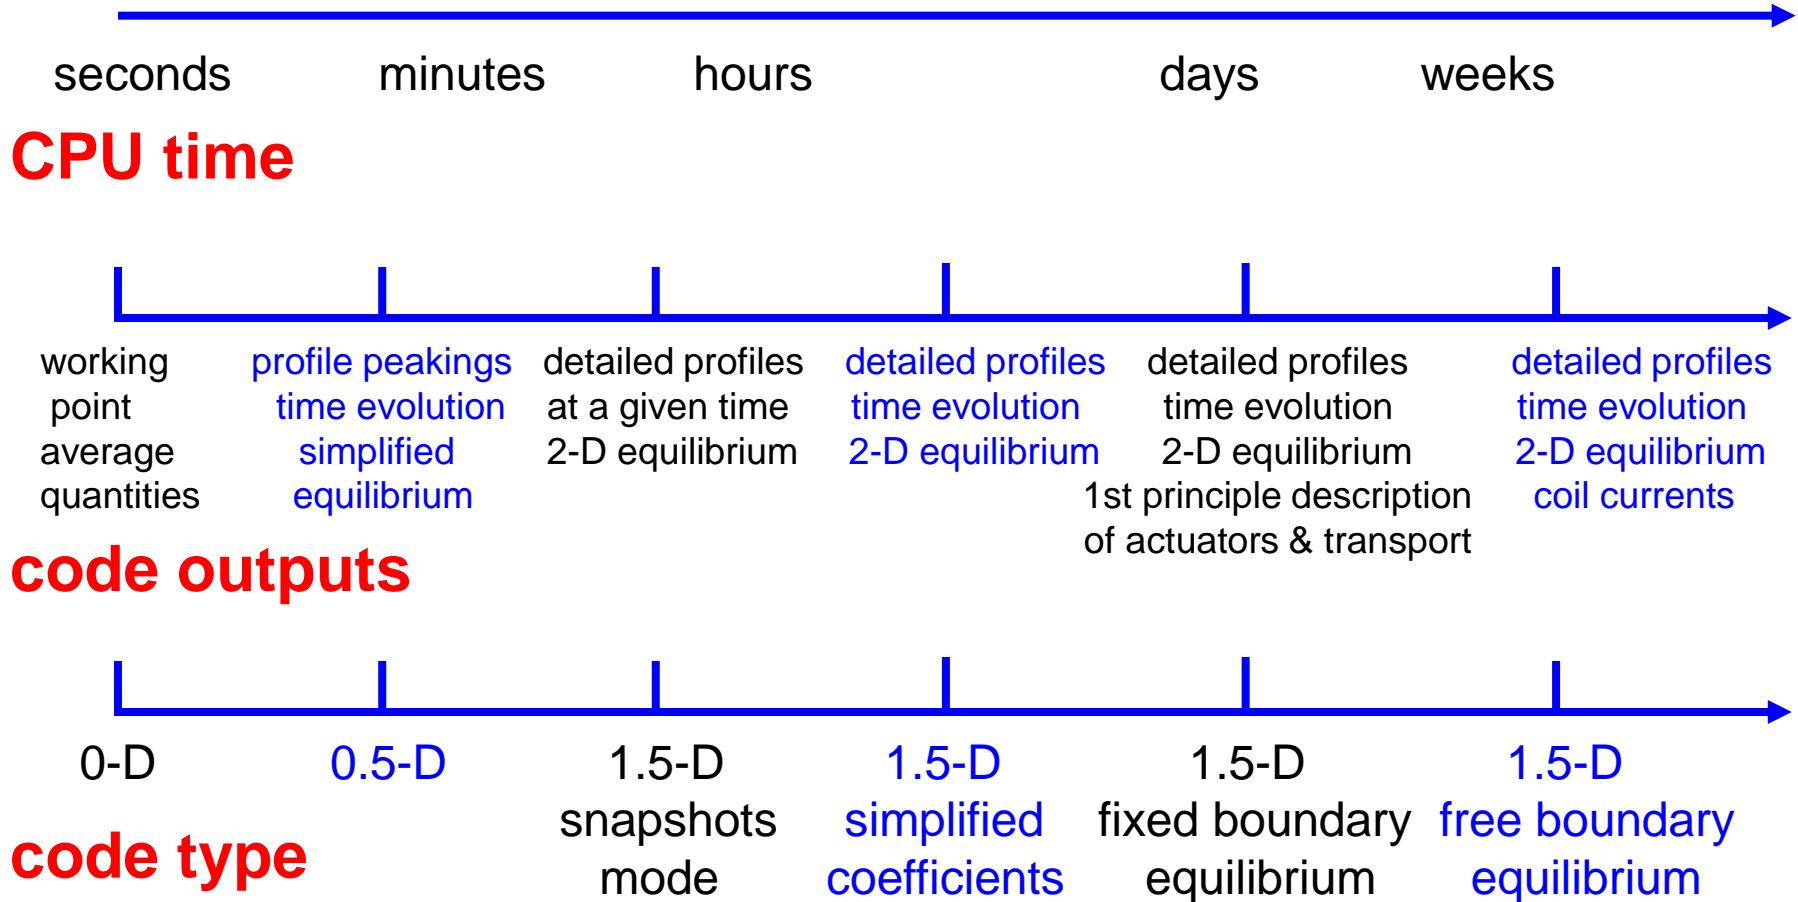 seconds minutes hours days weeks
CPU time
working profile peakings detailed profiles detailed profiles detailed profiles detailed profiles
point time evolution at a given time time evolution time evolution time evolution
average simplified 2-D equilibrium 2-D equilibrium 2-D equilibrium 2-D equilibrium
quantities equilibrium 1st principle description coil currents
of actuators & transport
code outputs
0-D 0.5-D 1.5-D 1.5-D 1.5-D 1.5-D
snapshots simplified fixed boundary free boundary
mode coefficients equilibrium equilibrium
code type